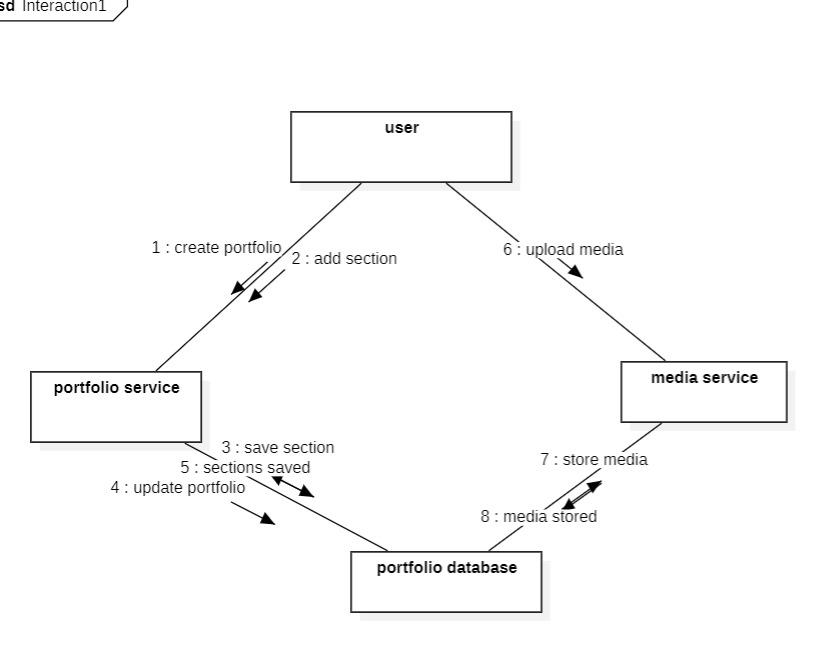 sd Interaction1
user
1 : create portfolio
2 : add section
6 : upload media
portfolio service
media service
3 : save section
5 : sections saved
4 : update portfolio
7 : store media
8 : media stored
portfolio database